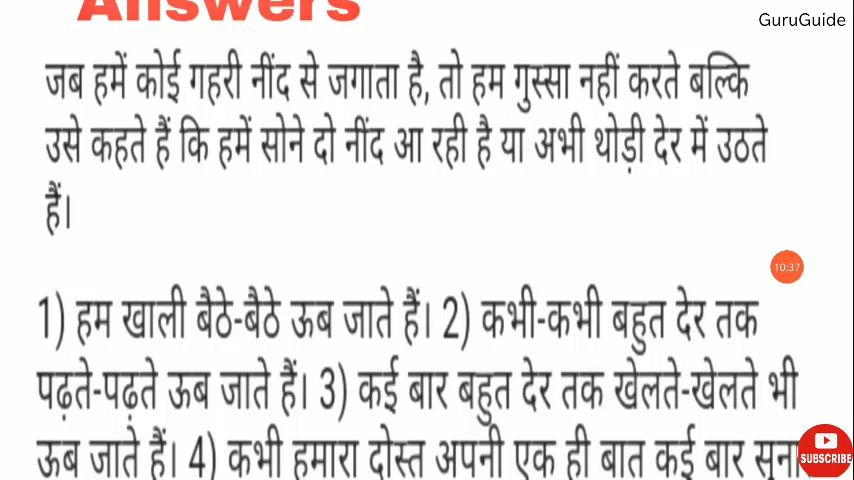 Answers
GuruGuide
जब हमें कोई गहरी नींद से जगाता है, तो हम गुस्सा नहीं करते बल्कि
उसे कहते हैं कि हमें सोने दो नींद आ रही है या अभी थोड़ी देर में उठते
हैं।
10:37
1) हम खाली बैठे-बैठे ऊब जाते हैं। 2) कभी-कभी बहुत देर तक
पढ़ते-पढ़ते ऊब जाते हैं। 3) कई बार बहुत देर तक खेलते-खेलते भी
ऊब जाते हैं। 4) कभी हमारा दोस्त अपनी एक ही बात कई बार
SUBSCRIBE